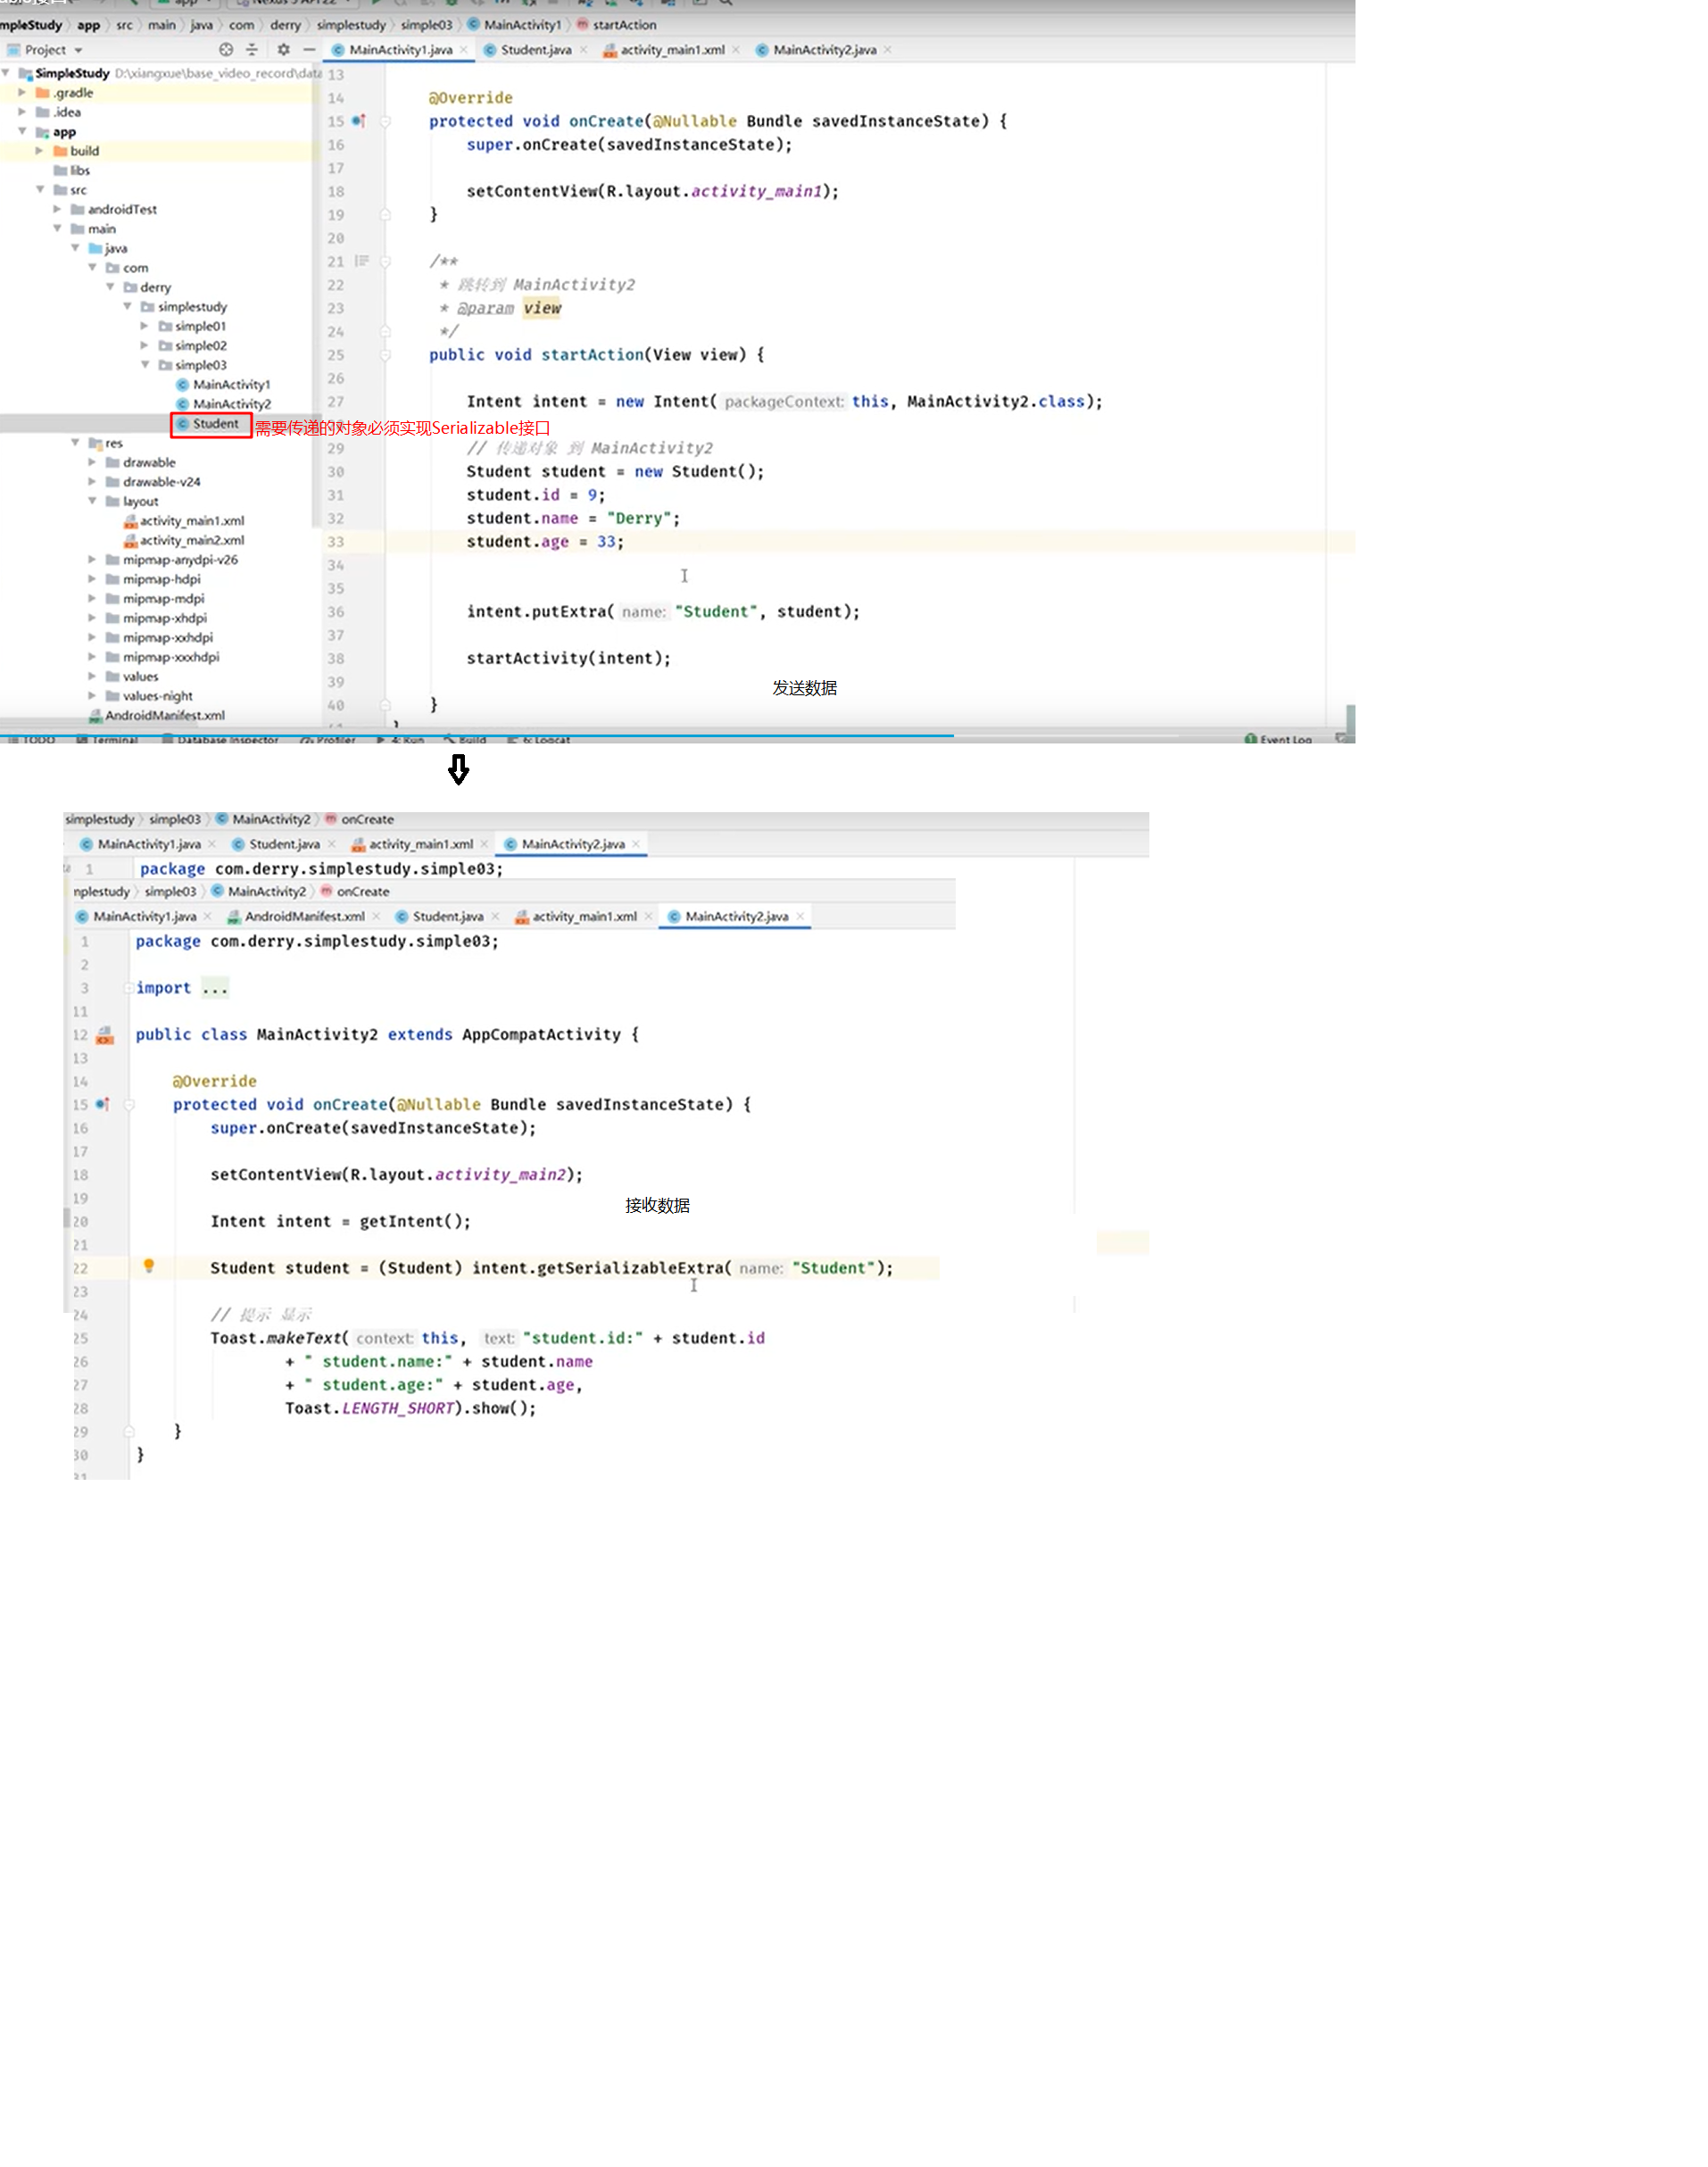 able接口
app
mpleStudy app src main java com derry simplestudy simple03 MainActivity1 startAction
Project
MainActivity1.java Student.java activity_main1.xml MainActivity2.java
SimpleStudy D:\xiangxue\base_video_record\data
.gradle
.idea
app
build
libs
src
androidTest
main
java
com
derry
simplestudy
simple01
simple02
simple03
MainActivity1
MainActivity2
Student
需要传递的对象必须实现Serializable接口
res
drawable
drawable-v24
layout
activity_main1.xml
activity_main2.xml
mipmap-anydpi-v26
mipmap-hdpi
mipmap-mdpi
mipmap-xhdpi
mipmap-xxhdpi
mipmap-xxxhdpi
values
values-night
AndroidManifest.xml
13
14 @Override
15 protected void onCreate(@Nullable Bundle savedInstanceState) {
16 super.onCreate(savedInstanceState);
17
18 setContentView(R.layout.activity_main1);
19 }
20
21 /**
22 * 跳转到 MainActivity2
23 * @param view
24 */
25 public void startAction(View view) {
26
27 Intent intent = new Intent( packageContext: this, MainActivity2.class);
29 // 传递对象 到 MainActivity2
30 Student student = new Student();
31 student.id = 9;
32 student.name = "Derry";
33 student.age = 33;
34
35
36 intent.putExtra( name: "Student", student);
37
38 startActivity(intent);
39
发送数据
40 }
}
TODO Terminal Database Inspector Profiler 4: Run Build 6: Logcat Event Log
simplestudy simple03 MainActivity2 onCreate
MainActivity1.java Student.java activity_main1.xml MainActivity2.java
1 package com.derry.simplestudy.simple03;
nplestudy simple03 MainActivity2 onCreate
MainActivity1.java AndroidManifest.xml Student.java activity_main1.xml MainActivity2.java
1 package com.derry.simplestudy.simple03;
2
3 import ...
11
12 public class MainActivity2 extends AppCompatActivity {
13
14 @Override
15 protected void onCreate(@Nullable Bundle savedInstanceState) {
16 super.onCreate(savedInstanceState);
17
18 setContentView(R.layout.activity_main2);
19
接收数据
20 Intent intent = getIntent();
21
22 Student student = (Student) intent.getSerializableExtra( name: "Student");
23
24 // 提示 显示
25 Toast.makeText( context: this, text: "student.id:" + student.id
26 + " student.name:" + student.name
27 + " student.age:" + student.age,
28 Toast.LENGTH_SHORT).show();
29 }
30 }
31